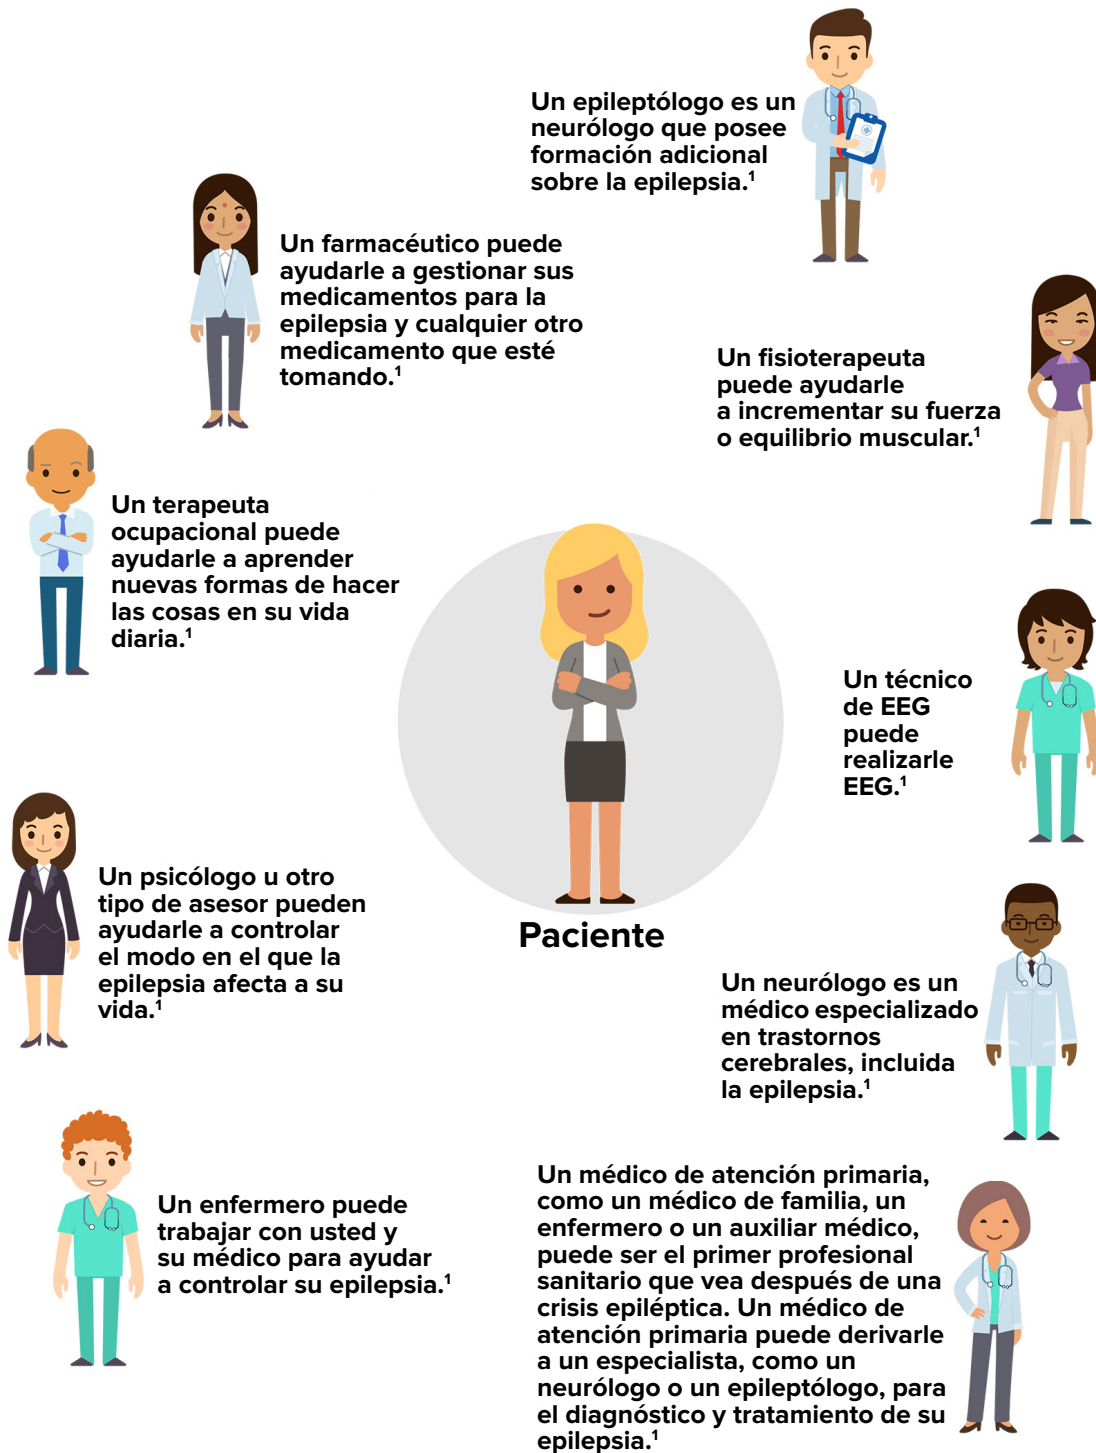 Un epileptólogo es un
neurólogo que posee
formación adicional
sobre la epilepsia.¹
Un farmacéutico puede
ayudarle a gestionar sus
medicamentos para la
epilepsia y cualquier otro
medicamento que esté
tomando.¹
Un fisioterapeuta
puede ayudarle
a incrementar su fuerza
o equilibrio muscular.¹
Un terapeuta
ocupacional puede
ayudarle a aprender
nuevas formas de hacer
las cosas en su vida
diaria.¹
Un técnico
de EEG
puede
realizarle
EEG.¹
Un psicólogo u otro
tipo de asesor pueden
ayudarle a controlar
el modo en el que la
epilepsia afecta a su
vida.¹
Paciente
Un neurólogo es un
médico especializado
en trastornos
cerebrales, incluida
la epilepsia.¹
Un enfermero puede
trabajar con usted y
su médico para ayudar
a controlar su epilepsia.¹
Un médico de atención primaria,
como un médico de familia, un
enfermero o un auxiliar médico,
puede ser el primer profesional
sanitario que vea después de una
crisis epiléptica. Un médico de
atención primaria puede derivarle
a un especialista, como un
neurólogo o un epileptólogo, para
el diagnóstico y tratamiento de su
epilepsia.¹